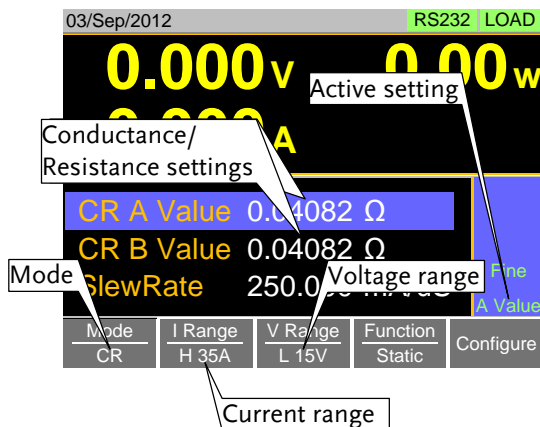 03/Sep/2012 RS232 LOAD
0.000 V 0.00 W
Active setting
A
Conductance/
Resistance settings
CR A Value 0.04082 Ω
CR B Value 0.04082 Ω
Mode
Voltage range
Fine
SlewRate
A Value
Mode I Range V Range Function Configure
CR H 35A L 15V Static
Current range